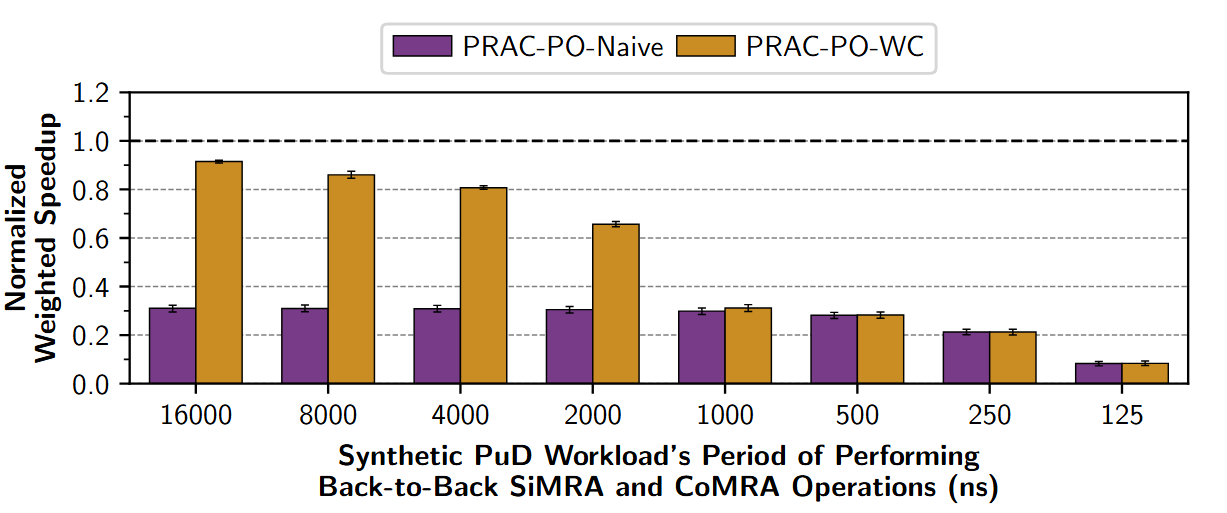 PRAC-PO-Naive PRAC-PO-WC
1.2
1.0
0.8
0.6
0.4
0.2
0.0
Normalized
Weighted Speedup
16000 8000 4000 2000 1000 500 250 125
Synthetic PuD Workload's Period of Performing
Back-to-Back SiMRA and CoMRA Operations (ns)